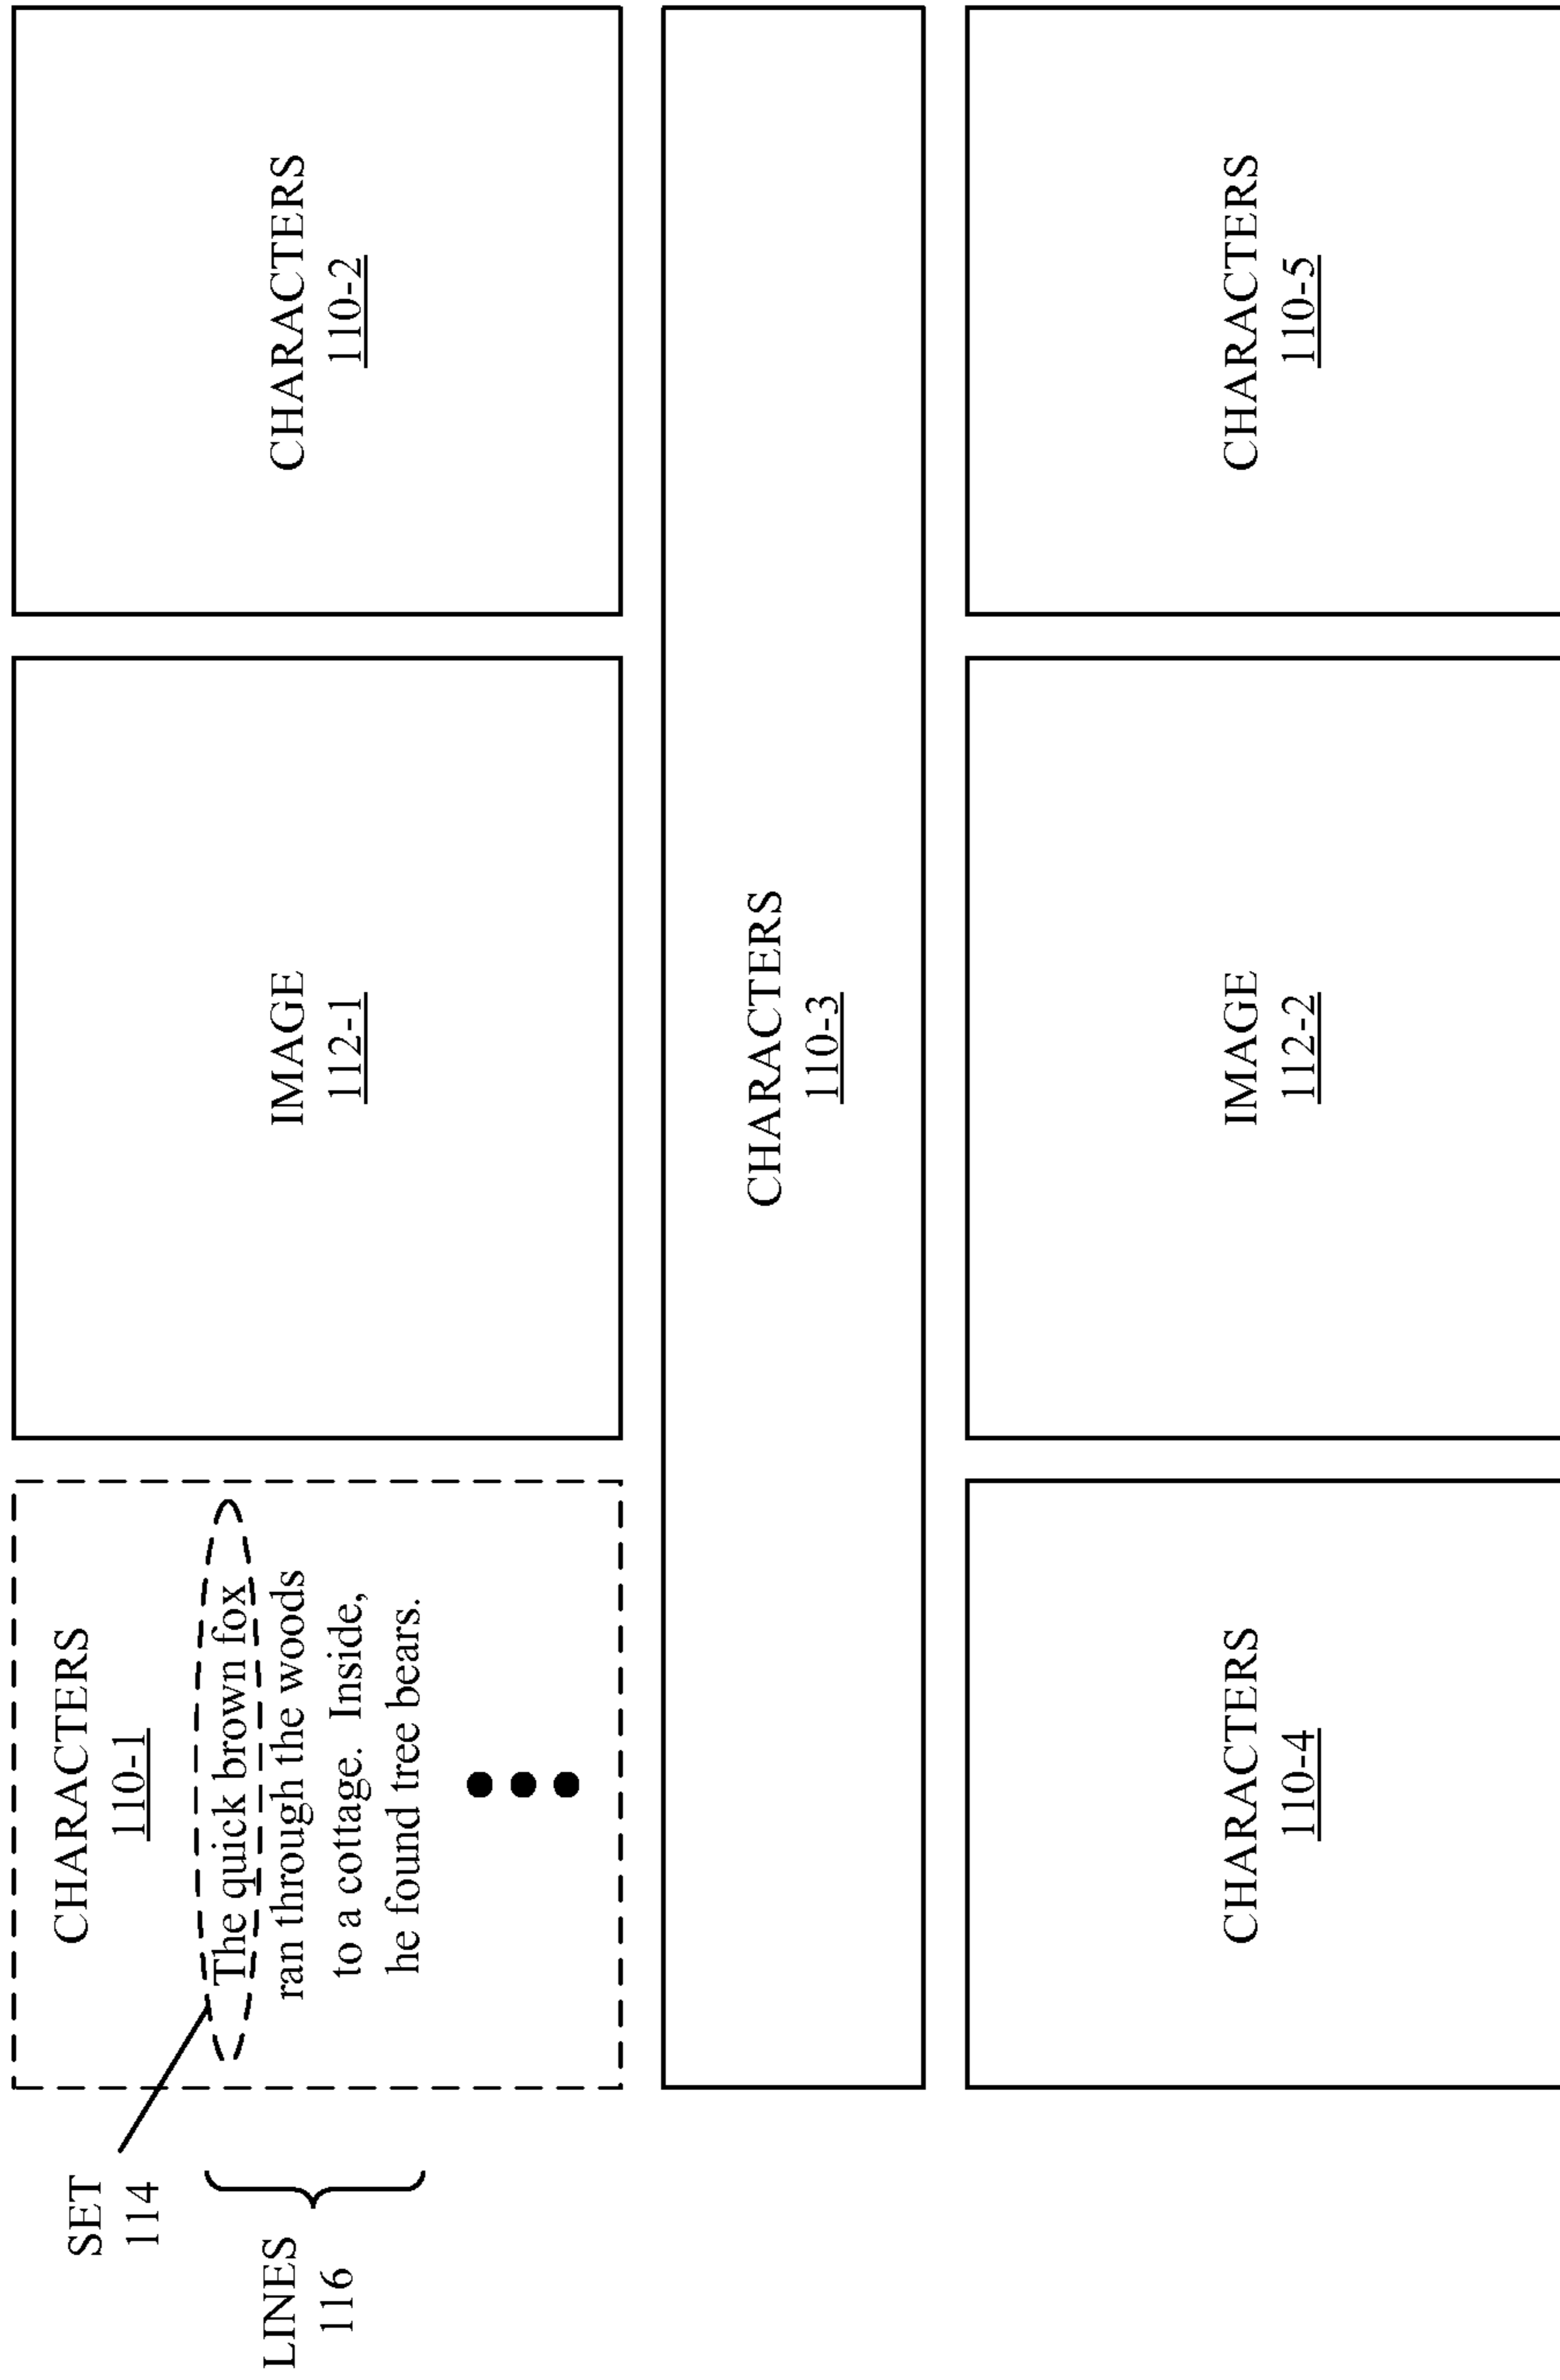 SET
114
LINES
116
CHARACTERS
110-1
The quick brown fox
ran through the woods
to a cottage. Inside,
he found tree bears.
IMAGE
112-1
CHARACTERS
110-2
CHARACTERS
110-3
CHARACTERS
110-4
IMAGE
112-2
CHARACTERS
110-5